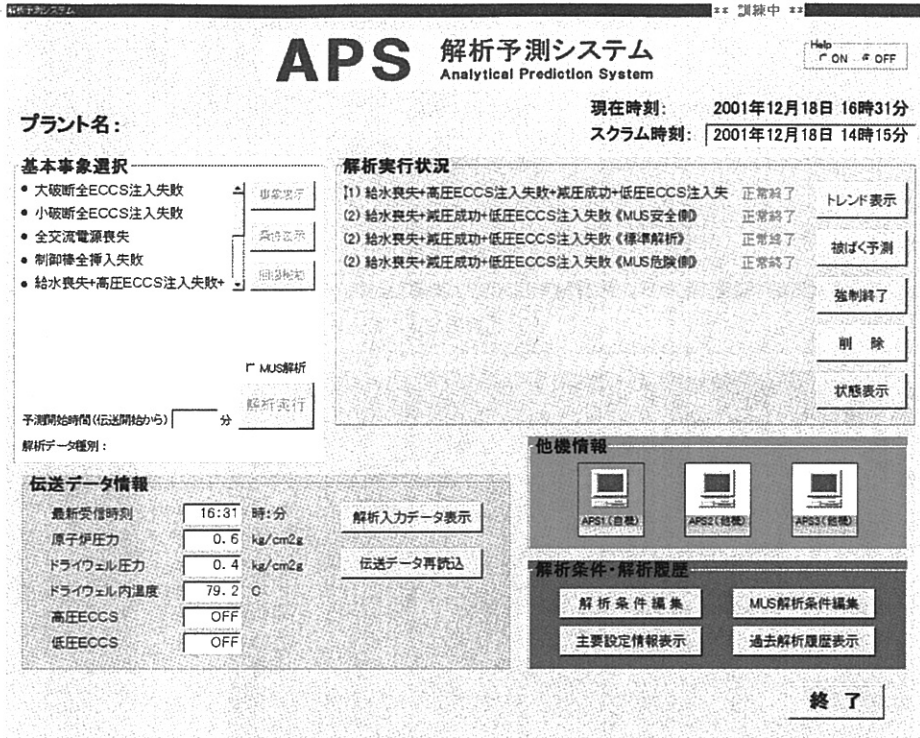 解析予測システム
** 訓練中 **
APS 解析予測システム
Analytical Prediction System
Help
ON OFF
現在時刻: 2001年12月18日 16時31分
プラント名:
スクラム時刻: 2001年12月18日 14時15分
基本事象選択
• 大破断全ECCS注入失敗
• 小破断全ECCS注入失敗
• 全交流電源喪失
• 制御棒全挿入失敗
• 給水喪失+高圧ECCS注入失敗+
事象表示
MUS解析
解析実行
予測開始時間(伝送開始から) 分
解析データ種別:
解析実行状況
(1) 給水喪失+高圧ECCS注入失敗+減圧成功+低圧ECCS注入失 正常終了
(2) 給水喪失+減圧成功+低圧ECCS注入失敗《MUS安全側》 正常終了
(2) 給水喪失+減圧成功+低圧ECCS注入失敗《標準解析》 正常終了
(2) 給水喪失+減圧成功+低圧ECCS注入失敗《MUS危険側》 正常終了
トレンド表示
被ばく予測
強制終了
削 除
状態表示
伝送データ情報
最新受信時刻 16:31 時:分
原子炉圧力 0.6 kg/cm2g
ドライウェル圧力 0.4 kg/cm2g
ドライウェル内温度 79.2 C
高圧ECCS OFF
低圧ECCS OFF
解析入力データ表示
伝送データ再読込
他機情報
APS1(自機) APS2(他機) APS3(他機)
解析条件・解析履歴
解析条件編集 MUS解析条件編集
主要設定情報表示 過去解析履歴表示
終 了